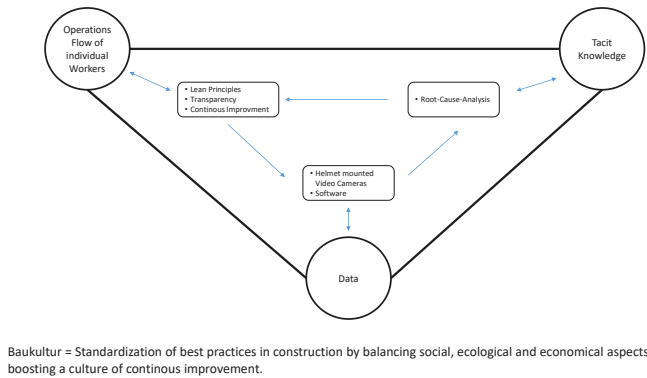 Operations
Flow of
individual
Workers
Tacit
Knowledge
• Lean Principles
• Transparency
• Continous Improvment
• Root-Cause-Analysis
• Helmet mounted
Video Cameras
• Software
Data
Baukultur = Standardization of best practices in construction by balancing social, ecological and economical aspects
boosting a culture of continous improvement.